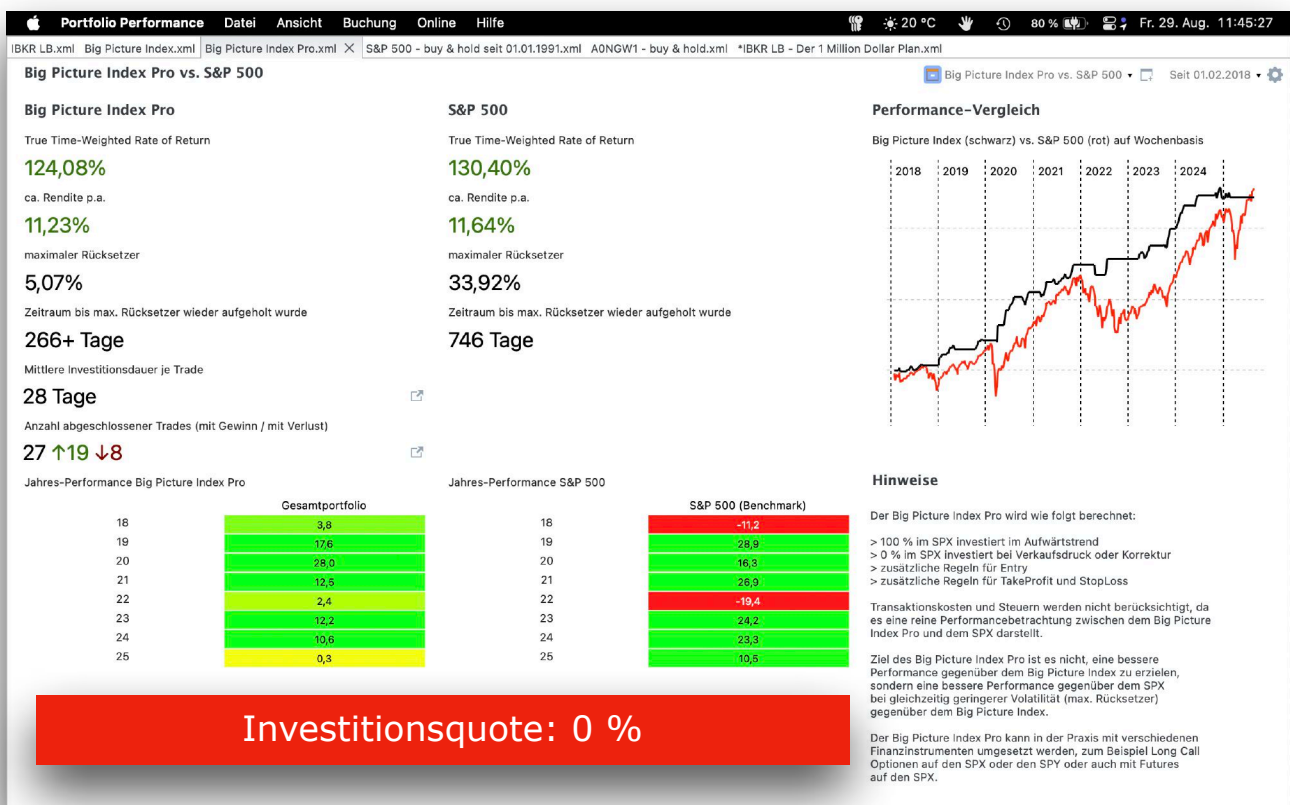 Portfolio Performance Datei Ansicht Buchung Online Hilfe 20 °C 80 % Fr. 29. Aug. 11:45:27
IBKR LB.xml Big Picture Index.xml Big Picture Index Pro.xml S&P 500 - buy & hold seit 01.01.1991.xml A0NGW1 - buy & hold.xml *IBKR LB - Der 1 Million Dollar Plan.xml
Big Picture Index Pro vs. S&P 500
Big Picture Index Pro vs. S&P 500 Seit 01.02.2018
Big Picture Index Pro
True Time-Weighted Rate of Return
124,08%
ca. Rendite p.a.
11,23%
maximaler Rücksetzer
5,07%
Zeitraum bis max. Rücksetzer wieder aufgeholt wurde
266+ Tage
Mittlere Investitionsdauer je Trade
28 Tage
Anzahl abgeschlossener Trades (mit Gewinn / mit Verlust)
27 ↑19 ↓8
Jahres-Performance Big Picture Index Pro
Gesamtportfolio
18 3,8
19 17,6
20 28,0
21 12,5
22 2,4
23 12,2
24 10,6
25 0,3
S&P 500
True Time-Weighted Rate of Return
130,40%
ca. Rendite p.a.
11,64%
maximaler Rücksetzer
33,92%
Zeitraum bis max. Rücksetzer wieder aufgeholt wurde
746 Tage
Jahres-Performance S&P 500
S&P 500 (Benchmark)
18 -11,2
19 28,9
20 16,3
21 26,9
22 -19,4
23 24,2
24 23,3
25 10,5
Performance-Vergleich
Big Picture Index (schwarz) vs. S&P 500 (rot) auf Wochenbasis
2018 2019 2020 2021 2022 2023 2024
Hinweise
Der Big Picture Index Pro wird wie folgt berechnet:
> 100 % im SPX investiert im Aufwärtstrend
> 0 % im SPX investiert bei Verkaufsdruck oder Korrektur
> zusätzliche Regeln für Entry
> zusätzliche Regeln für TakeProfit und StopLoss
Transaktionskosten und Steuern werden nicht berücksichtigt, da
es eine reine Performancebetrachtung zwischen dem Big Picture
Index Pro und dem SPX darstellt.
Ziel des Big Picture Index Pro ist es nicht, eine bessere
Performance gegenüber dem Big Picture Index zu erzielen,
sondern eine bessere Performance gegenüber dem SPX
bei gleichzeitig geringerer Volatilität (max. Rücksetzer)
gegenüber dem Big Picture Index.
Der Big Picture Index Pro kann in der Praxis mit verschiedenen
Finanzinstrumenten umgesetzt werden, zum Beispiel Long Call
Optionen auf den SPX oder den SPY oder auch mit Futures
auf den SPX.
Investitionsquote: 0 %